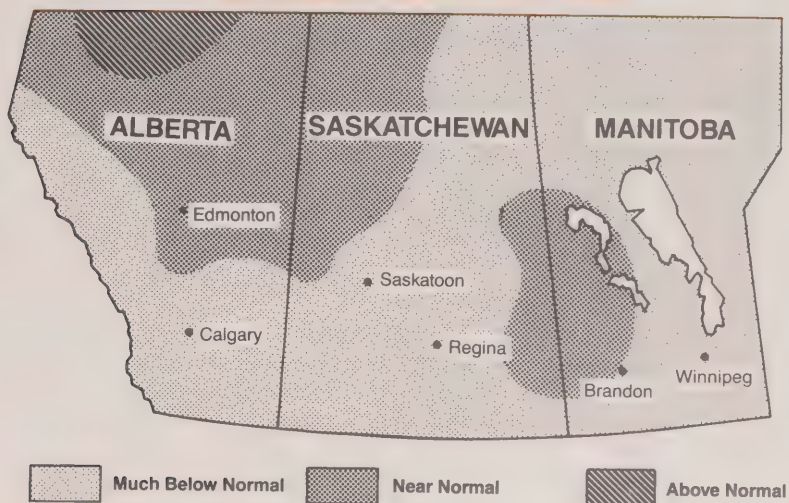 ALBERTA SASKATCHEWAN MANITOBA
Edmonton
Saskatoon
Calgary
Regina
Brandon
Winnipeg
Much Below Normal Near Normal Above Normal